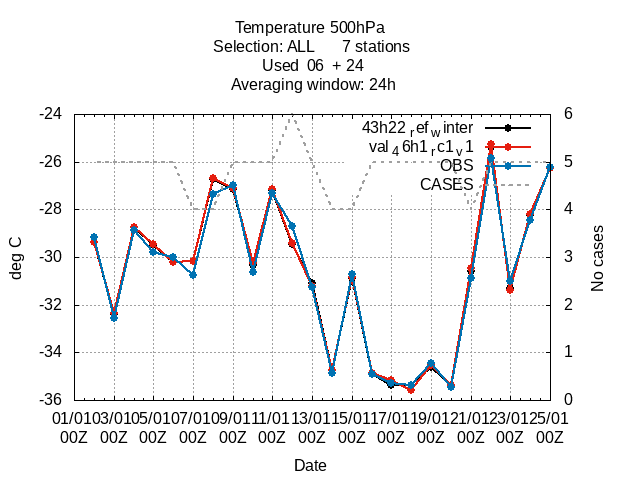 Temperature 500hPa
Selection: ALL 7 stations
Used 06 + 24
Averaging window: 24h
-24 6
43h22refwinter
val46h1rc1v1
-26 OBS 5
CASES
-28 4
-30 3
-32 2
-34 1
-36 0
deg C
No cases
01/01 03/01 05/01 07/01 09/01 11/01 13/01 15/01 17/01 19/01 21/01 23/01 25/01
00Z 00Z 00Z 00Z 00Z 00Z 00Z 00Z 00Z 00Z 00Z 00Z 00Z
Date